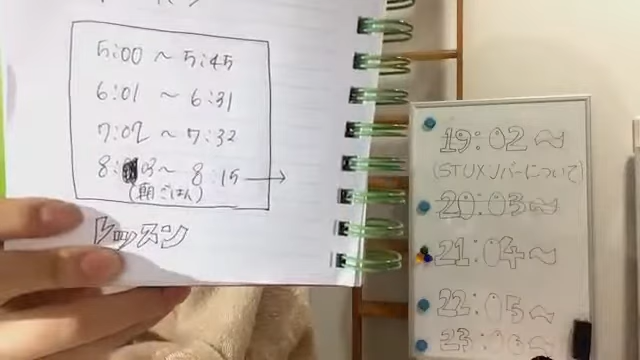 5:00 ～ 5:45
6:01 ～ 6:31
7:02 ～ 7:32
8:03～ 8:15→
(朝ごはん)
レッスン
19:02～
(STUメンバーについて)
20:03～
21:04～
22:05～
23:06～